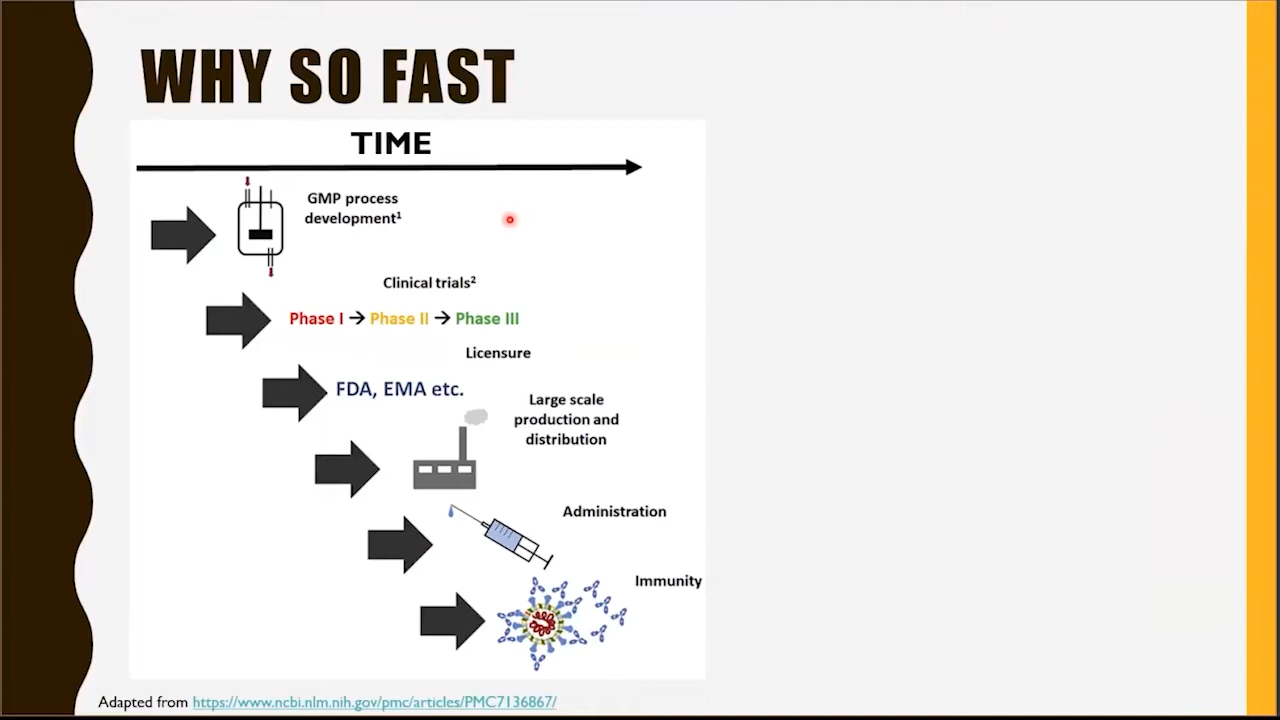 WHY SO FAST
TIME
GMP process
development¹
Clinical trials²
Phase I → Phase II → Phase III
Licensure
FDA, EMA etc.
Large scale
production and
distribution
Administration
Immunity
Adapted from https://www.ncbi.nlm.nih.gov/pmc/articles/PMC7136867/